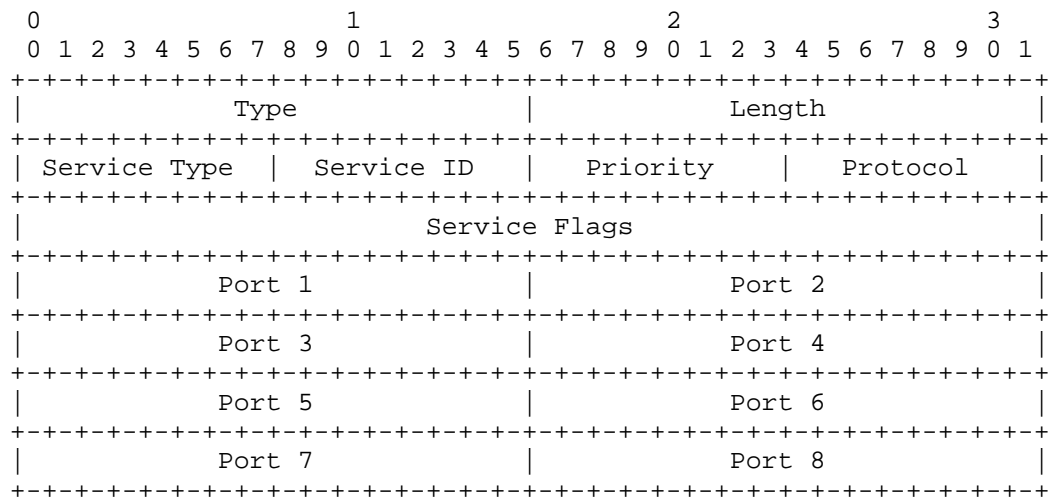 0                   1                   2                   3
 0 1 2 3 4 5 6 7 8 9 0 1 2 3 4 5 6 7 8 9 0 1 2 3 4 5 6 7 8 9 0 1
+-+-+-+-+-+-+-+-+-+-+-+-+-+-+-+-+-+-+-+-+-+-+-+-+-+-+-+-+-+-+-+-+
|             Type              |            Length             |
+-+-+-+-+-+-+-+-+-+-+-+-+-+-+-+-+-+-+-+-+-+-+-+-+-+-+-+-+-+-+-+-+
| Service Type  |  Service ID   |   Priority    |   Protocol    |
+-+-+-+-+-+-+-+-+-+-+-+-+-+-+-+-+-+-+-+-+-+-+-+-+-+-+-+-+-+-+-+-+
|                         Service Flags                         |
+-+-+-+-+-+-+-+-+-+-+-+-+-+-+-+-+-+-+-+-+-+-+-+-+-+-+-+-+-+-+-+-+
|            Port 1             |            Port 2             |
+-+-+-+-+-+-+-+-+-+-+-+-+-+-+-+-+-+-+-+-+-+-+-+-+-+-+-+-+-+-+-+-+
|            Port 3             |            Port 4             |
+-+-+-+-+-+-+-+-+-+-+-+-+-+-+-+-+-+-+-+-+-+-+-+-+-+-+-+-+-+-+-+-+
|            Port 5             |            Port 6             |
+-+-+-+-+-+-+-+-+-+-+-+-+-+-+-+-+-+-+-+-+-+-+-+-+-+-+-+-+-+-+-+-+
|            Port 7             |            Port 8             |
+-+-+-+-+-+-+-+-+-+-+-+-+-+-+-+-+-+-+-+-+-+-+-+-+-+-+-+-+-+-+-+-+